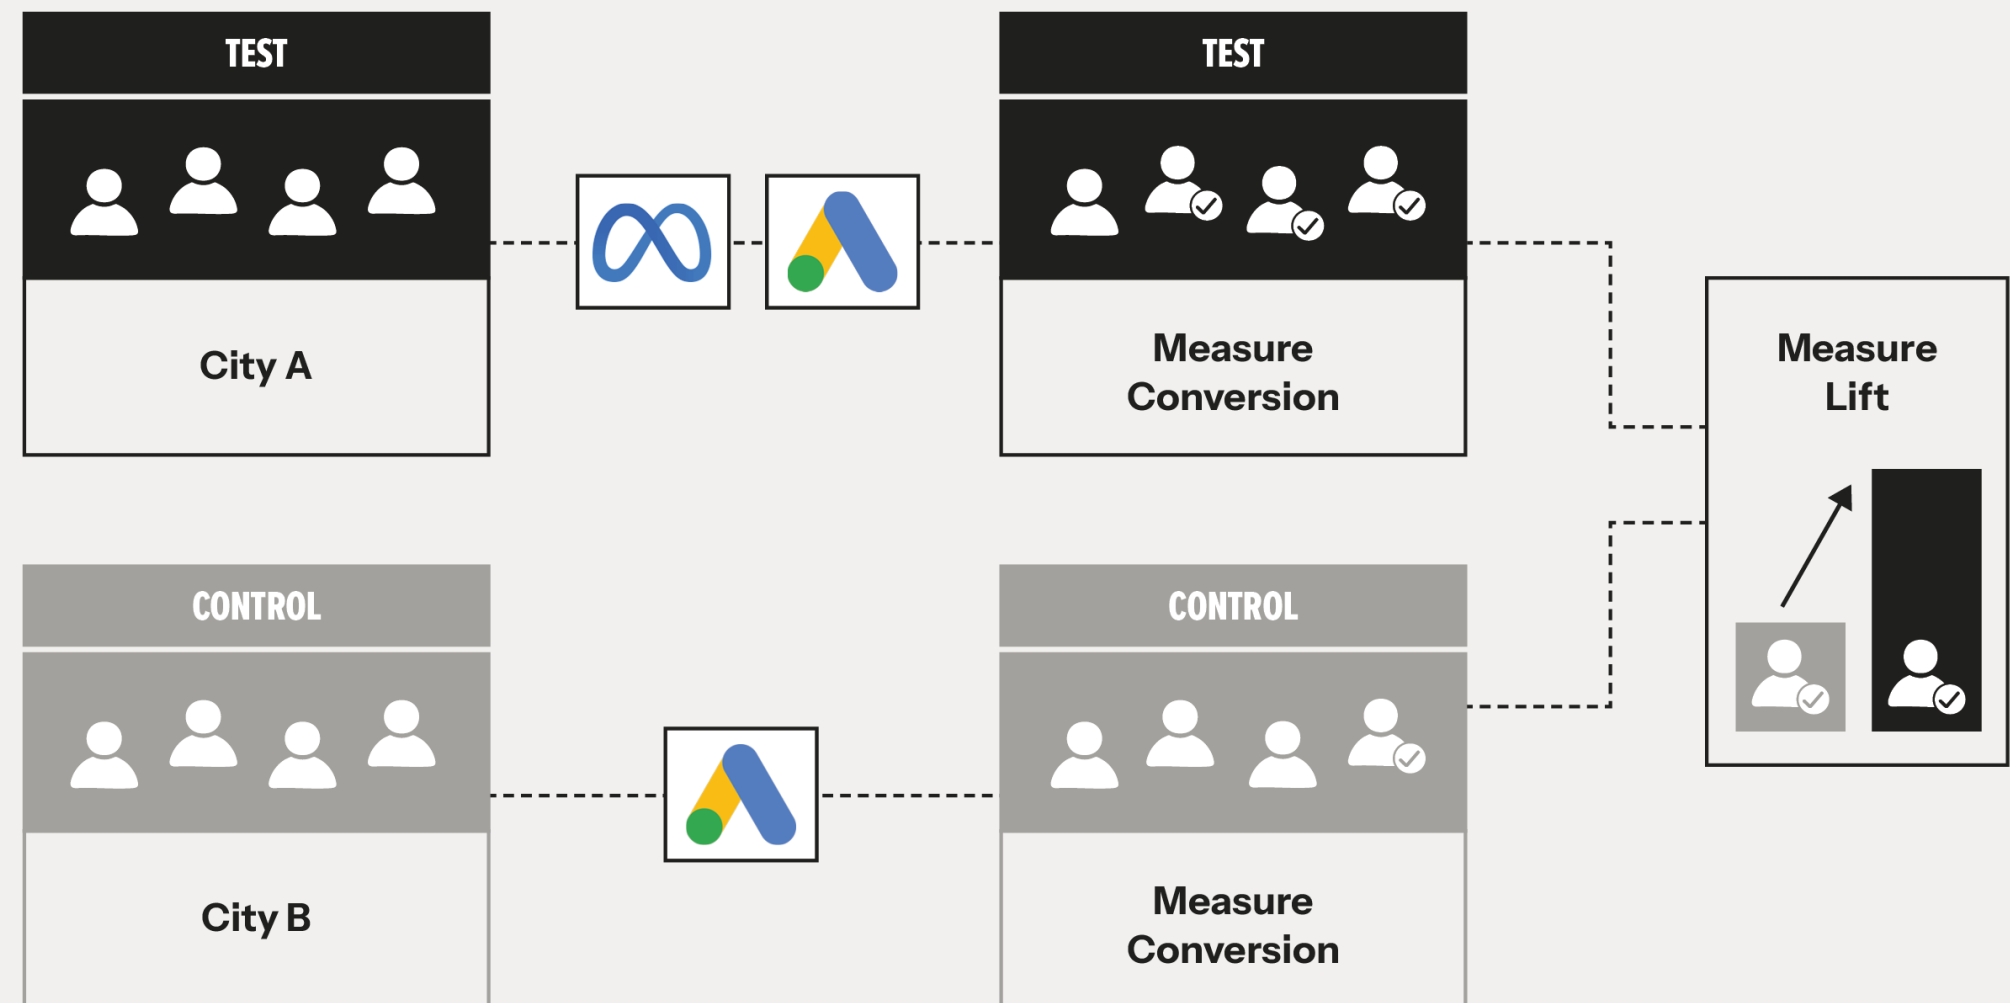 TEST
City A
TEST
Measure
Conversion
Measure
Lift
CONTROL
City B
CONTROL
Measure
Conversion